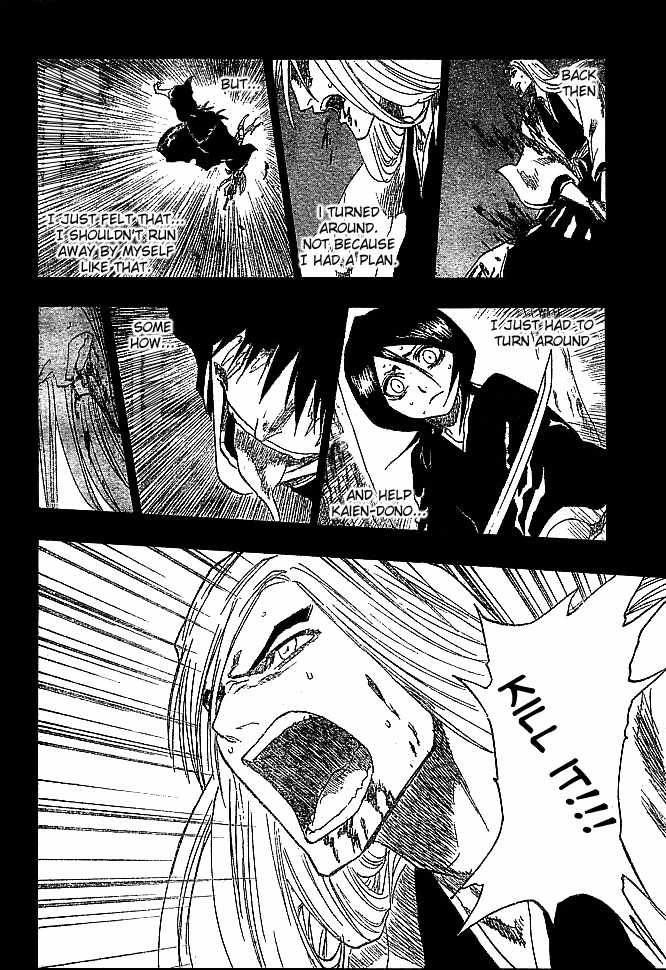 BACK
THEN
I TURNED
AROUND.
NOT BECAUSE
I HAD A PLAN.
BUT...
I JUST FELT THAT...
I SHOULDN'T RUN
AWAY BY MYSELF
LIKE THAT.
I JUST HAD TO
TURN AROUND
AND HELP
KAIEN-DONO...
SOME
HOW...
KILL IT!!!